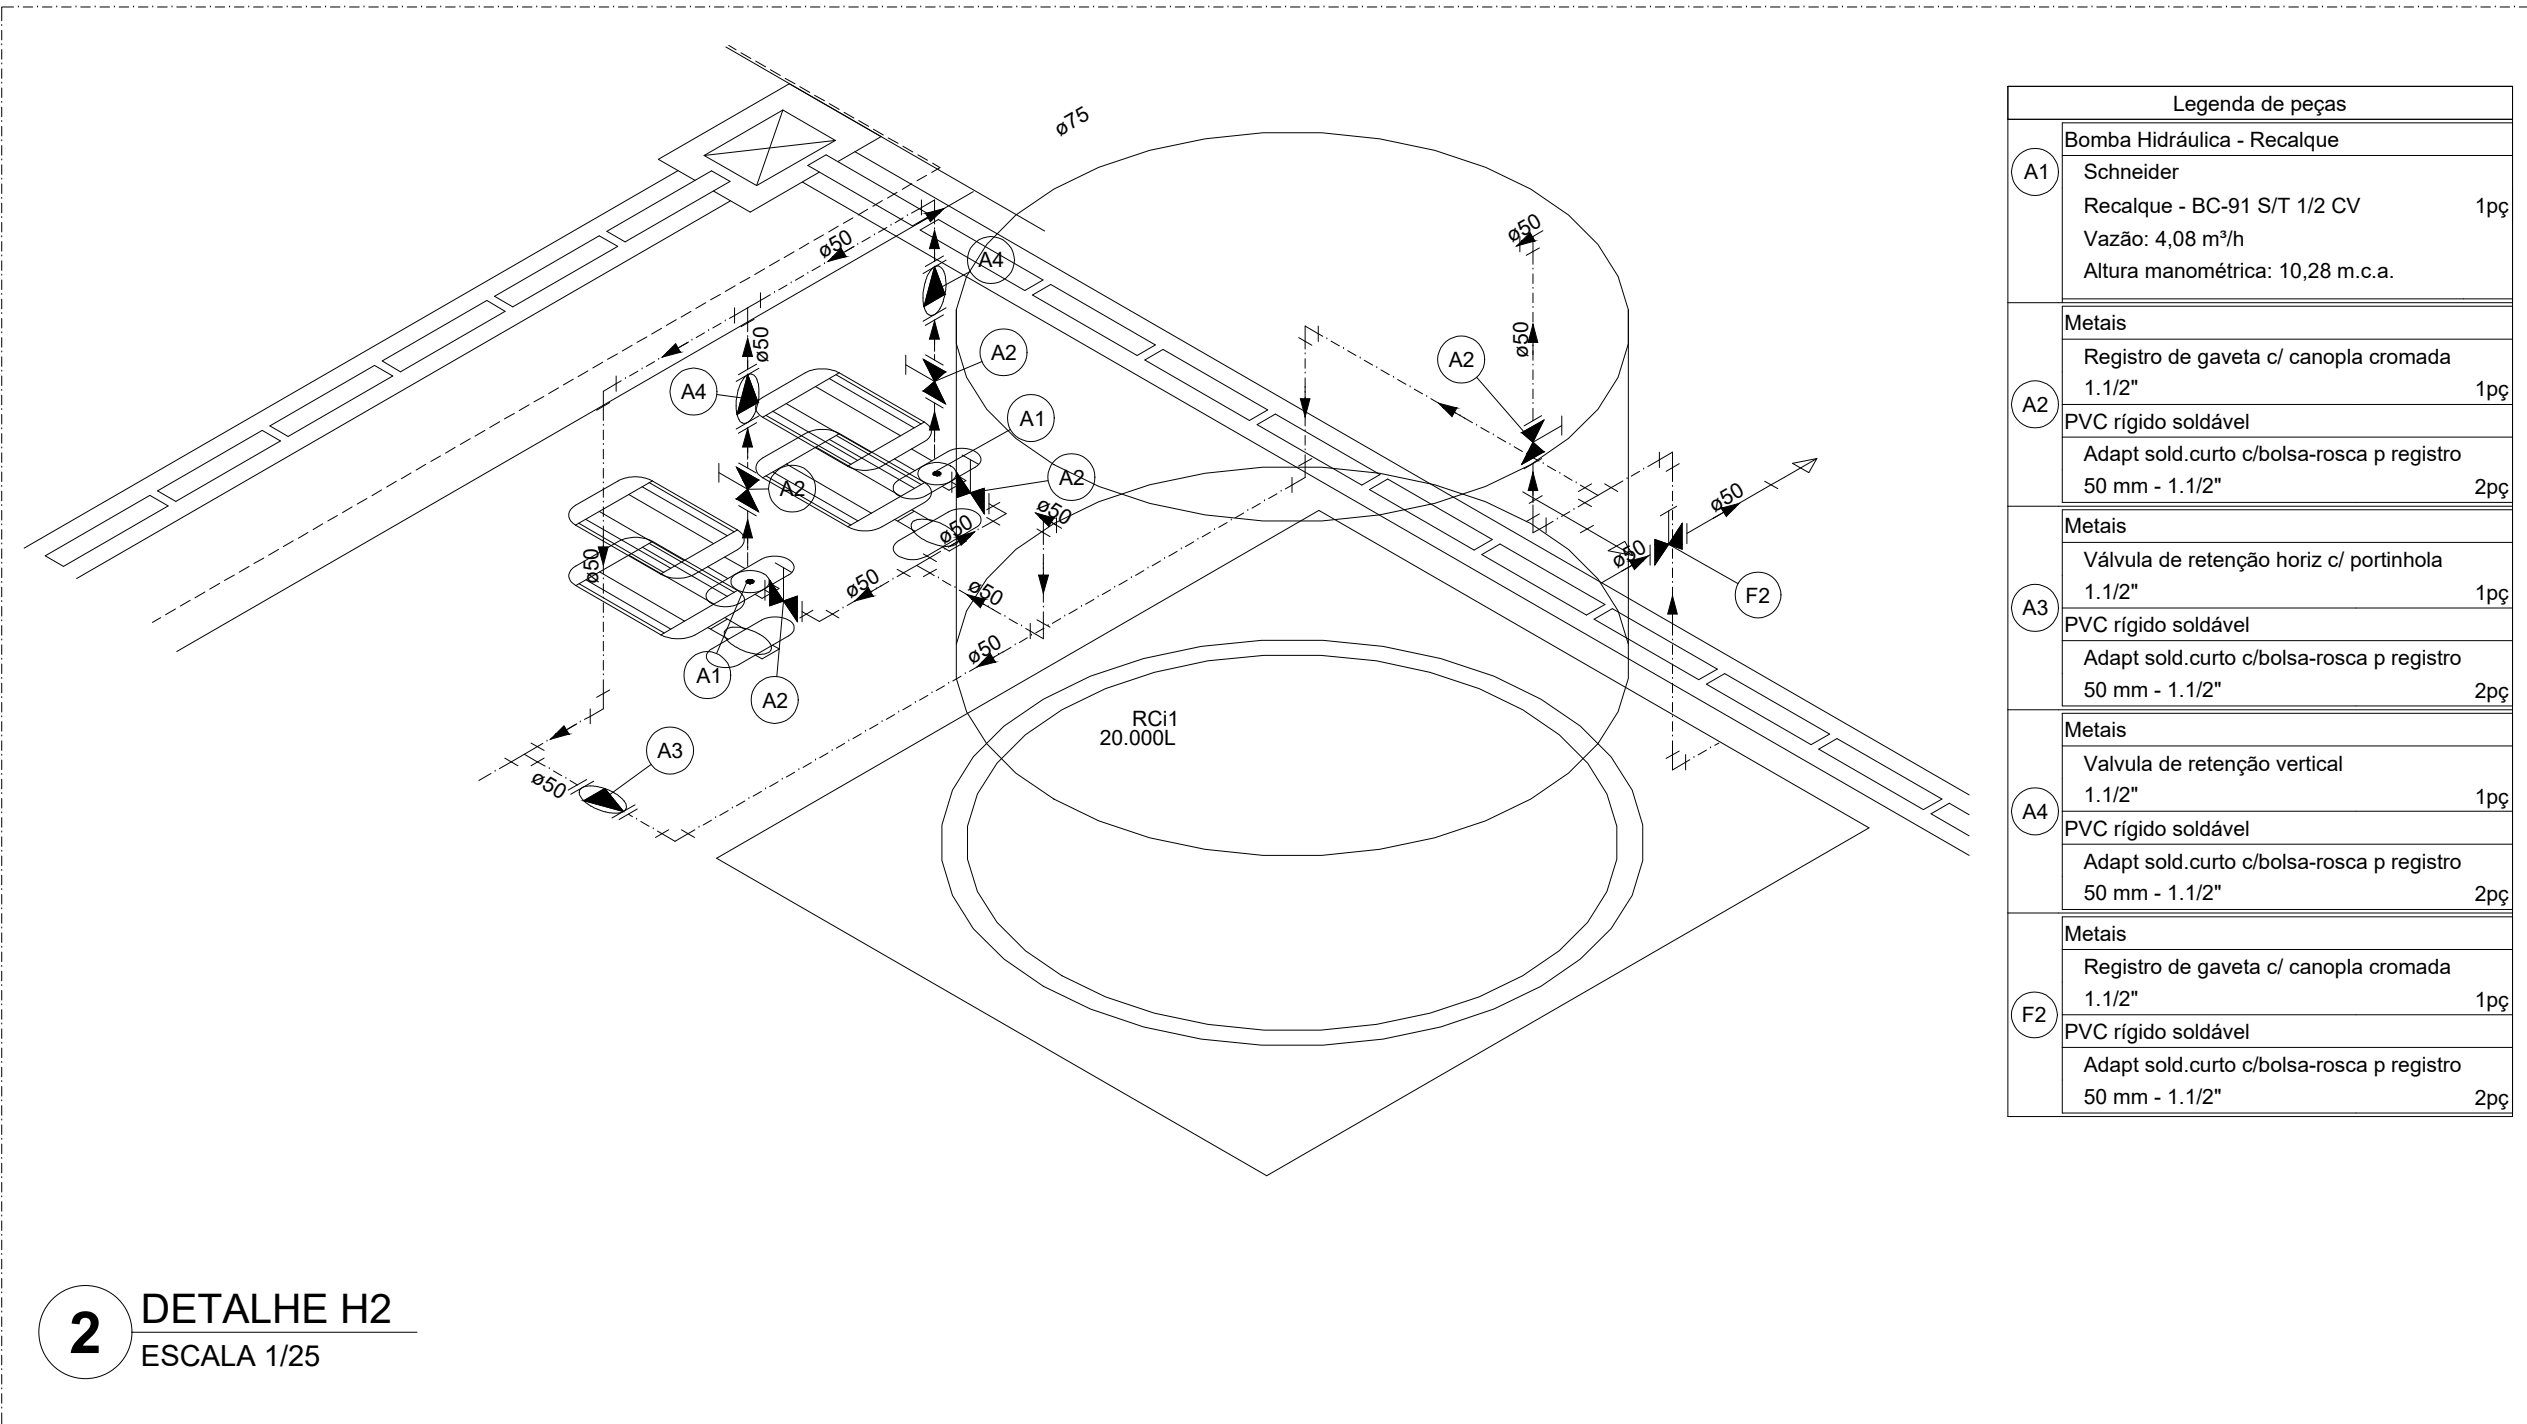 ø75
ø50
ø50
A4
ø50
A2
ø50
A2
A4
A1
A2
A2
ø50
ø50
ø50
ø50
ø50
F2
ø50
ø50
ø50
A1
A2
A3
ø50
RCi1
20.000L
Legenda de peças
A1
Bomba Hidráulica - Recalque
Schneider
Recalque - BC-91 S/T 1/2 CV 1pç
Vazão: 4,08 m³/h
Altura manométrica: 10,28 m.c.a.
A2
Metais
Registro de gaveta c/ canopla cromada
1.1/2" 1pç
PVC rígido soldável
Adapt sold.curto c/bolsa-rosca p registro
50 mm - 1.1/2" 2pç
A3
Metais
Válvula de retenção horiz c/ portinhola
1.1/2" 1pç
PVC rígido soldável
Adapt sold.curto c/bolsa-rosca p registro
50 mm - 1.1/2" 2pç
A4
Metais
Valvula de retenção vertical
1.1/2" 1pç
PVC rígido soldável
Adapt sold.curto c/bolsa-rosca p registro
50 mm - 1.1/2" 2pç
F2
Metais
Registro de gaveta c/ canopla cromada
1.1/2" 1pç
PVC rígido soldável
Adapt sold.curto c/bolsa-rosca p registro
50 mm - 1.1/2" 2pç
2
DETALHE H2
ESCALA 1/25